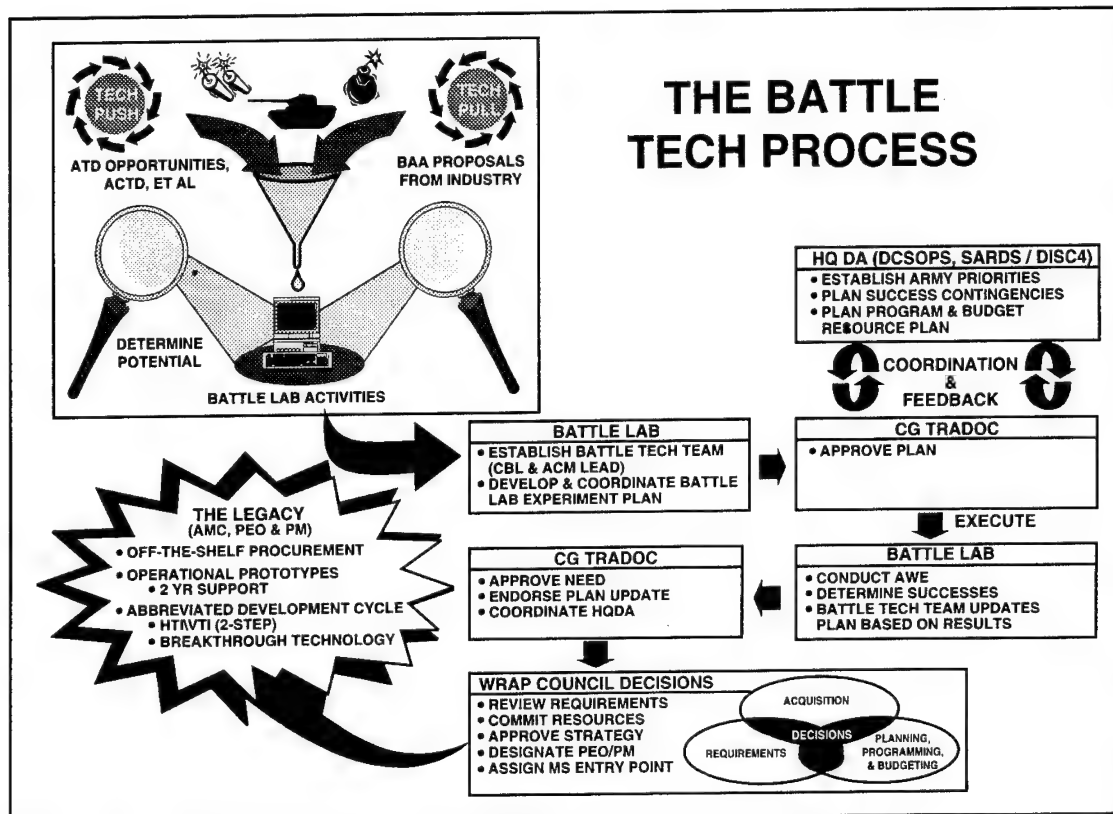 THE BATTLE
TECH PROCESS
TECH
PUSH
TECH
PULL
ATD OPPORTUNITIES,
ACTD, ET AL
BAA PROPOSALS
FROM INDUSTRY
DETERMINE
POTENTIAL
BATTLE LAB ACTIVITIES
HQ DA (DCSOPS, SARDS / DISC4)
• ESTABLISH ARMY PRIORITIES
• PLAN SUCCESS CONTINGENCIES
• PLAN PROGRAM & BUDGET
RESOURCE PLAN
COORDINATION
&
FEEDBACK
BATTLE LAB
• ESTABLISH BATTLE TECH TEAM
(CBL & ACM LEAD)
• DEVELOP & COORDINATE BATTLE
LAB EXPERIMENT PLAN
CG TRADOC
• APPROVE PLAN
EXECUTE
BATTLE LAB
• CONDUCT AWE
• DETERMINE SUCCESSES
• BATTLE TECH TEAM UPDATES
PLAN BASED ON RESULTS
CG TRADOC
• APPROVE NEED
• ENDORSE PLAN UPDATE
• COORDINATE HQDA
WRAP COUNCIL DECISIONS
• REVIEW REQUIREMENTS
• COMMIT RESOURCES
• APPROVE STRATEGY
• DESIGNATE PEO/PM
• ASSIGN MS ENTRY POINT
ACQUISITION
DECISIONS
REQUIREMENTS
PLANNING,
PROGRAMMING,
& BUDGETING
THE LEGACY
(AMC, PEO & PM)
• OFF-THE-SHELF PROCUREMENT
• OPERATIONAL PROTOTYPES
• 2 YR SUPPORT
• ABBREVIATED DEVELOPMENT CYCLE
• HTI/VTI (2-STEP)
• BREAKTHROUGH TECHNOLOGY